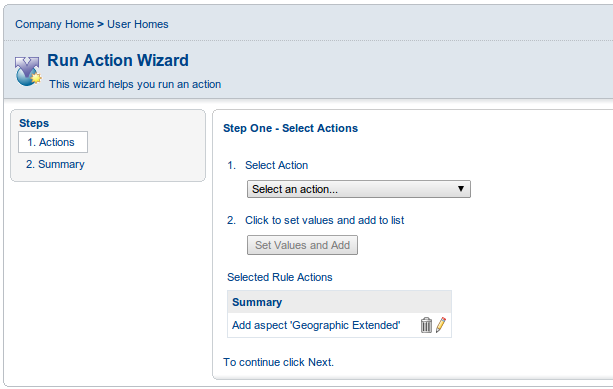 Company Home > User Homes
Run Action Wizard
This wizard helps you run an action
Steps
1. Actions
2. Summary
Step One - Select Actions
1. Select Action
Select an action...
2. Click to set values and add to list
Set Values and Add
Selected Rule Actions
Summary
Add aspect 'Geographic Extended'
To continue click Next.